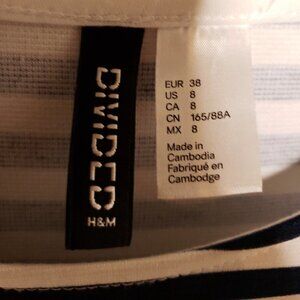 DIVIDED
H&M
EUR 38
US 8
CA 8
CN 165/88A
MX 8
Made in
Cambodia
Fabriqué en
Cambodge